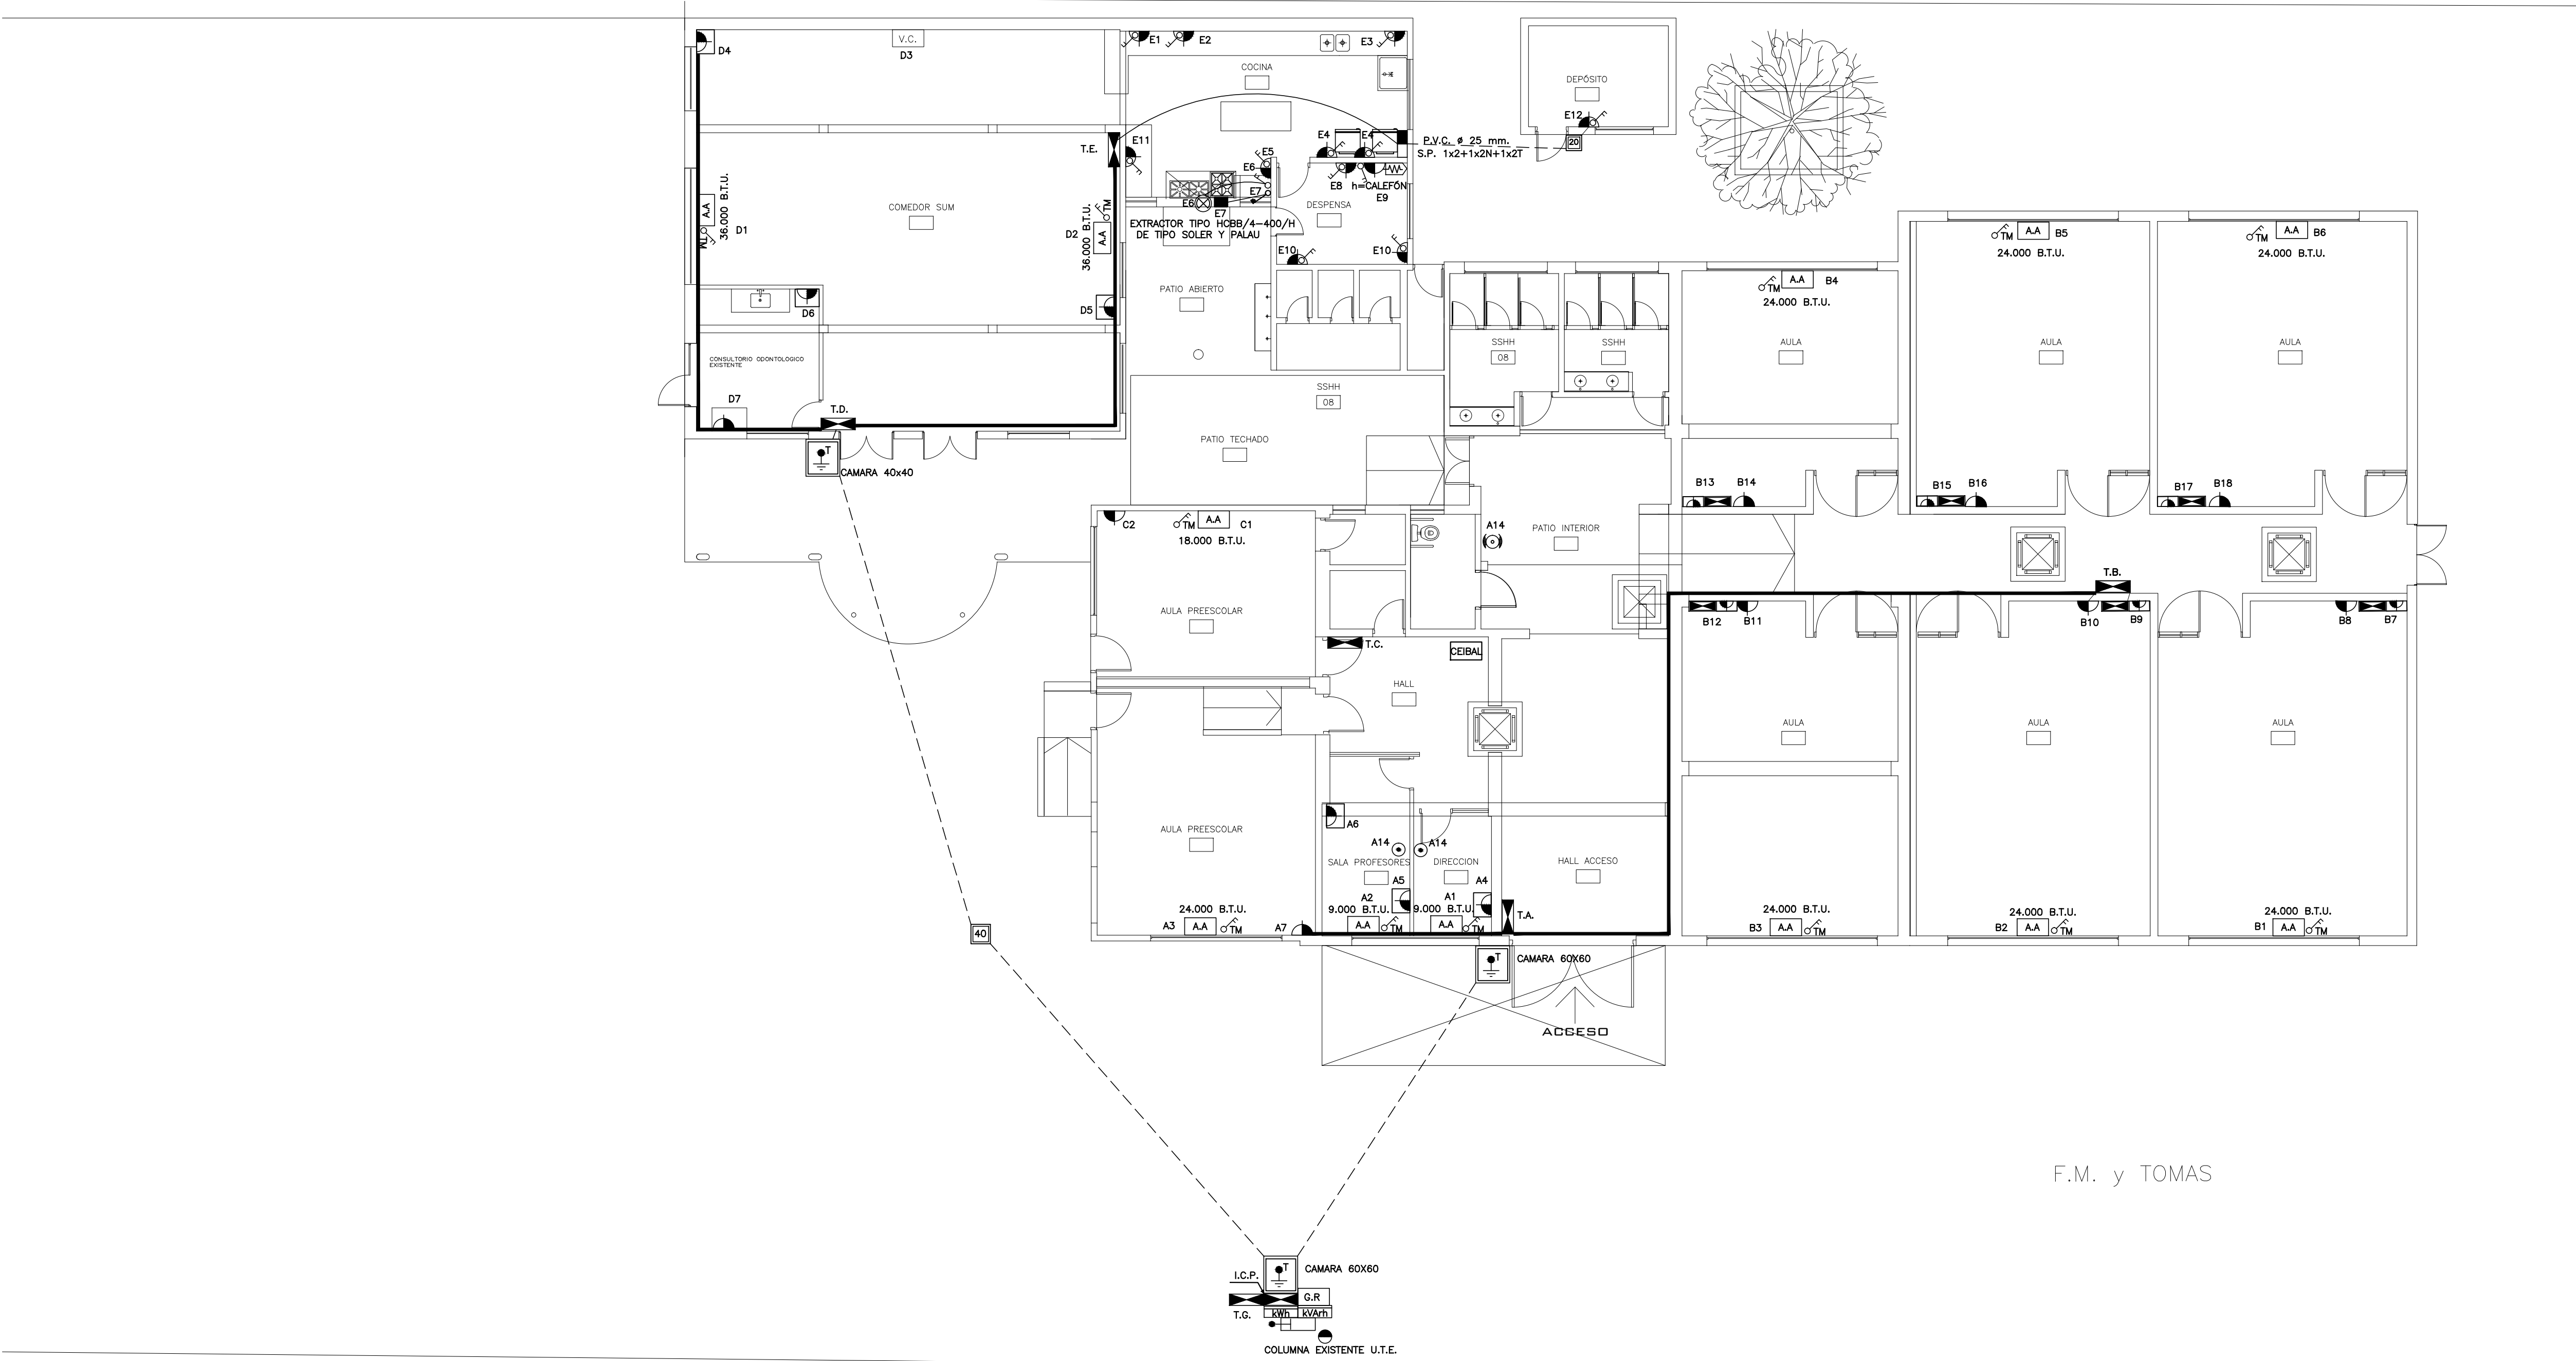 D4
V.C.
D3
E1
E2
E3
COCINA
DEPÓSITO
E12
20
P.V.C. ø 25 mm.
S.P. 1x2+1x2N+1x2T
T.E.
E11
E4
E4
E5
E6
E7
E8
h=CALEFÓN
E9
E6
E7
EXTRACTOR TIPO HCBB/4-400/H
DE TIPO SOLER Y PALAU
DESPENSA
E10
E10
COMEDOR SUM
A.A
36.000 B.T.U.
TM
D1
36.000 B.T.U.
TM
A.A
D2
D5
D6
PATIO ABIERTO
CONSULTORIO ODONTOLOGICO
EXISTENTE
D7
T.D.
T
CAMARA 40x40
SSHH
08
PATIO TECHADO
SSHH
08
SSHH
TM
A.A
B4
24.000 B.T.U.
AULA
TM
A.A
B5
24.000 B.T.U.
AULA
TM
A.A
B6
24.000 B.T.U.
AULA
B13
B14
B15
B16
B17
B18
C2
TM
A.A
C1
18.000 B.T.U.
A14
PATIO INTERIOR
AULA PREESCOLAR
T.B.
B12
B11
B10
B9
B8
B7
T.C.
CEIBAL
HALL
AULA
AULA
AULA
AULA PREESCOLAR
A6
A14
A14
SALA PROFESORES
DIRECCION
HALL ACCESO
A5
A4
A2
A1
24.000 B.T.U.
9.000 B.T.U.
9.000 B.T.U.
A3
A.A
TM
A7
A.A
TM
A.A
TM
T.A.
24.000 B.T.U.
B3
A.A
TM
24.000 B.T.U.
B2
A.A
TM
24.000 B.T.U.
B1
A.A
TM
40
T
CAMARA 60X60
ACCESO
F.M. y TOMAS
T
CAMARA 60X60
I.C.P.
G.R
T.G.
kWh
kVArh
COLUMNA EXISTENTE U.T.E.